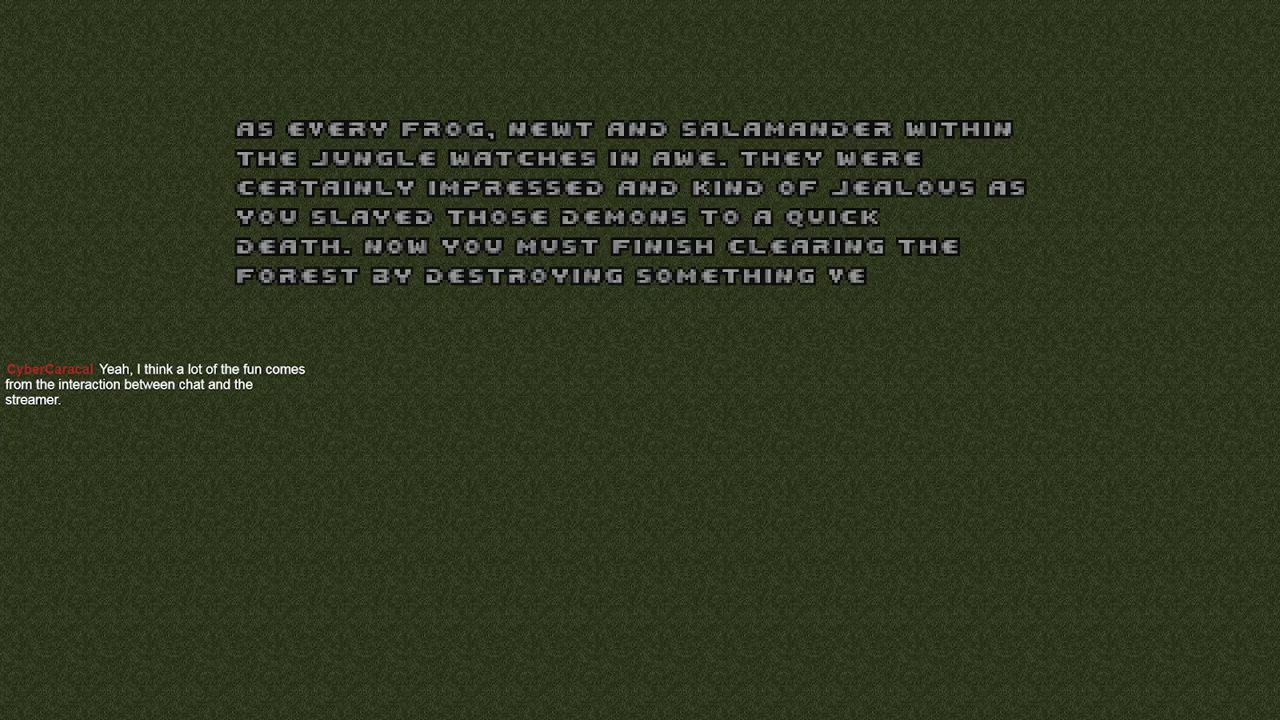 AS EVERY FROG, NEWT AND SALAMANDER WITHIN
THE JUNGLE WATCHES IN AWE. THEY WERE
CERTAINLY IMPRESSED AND KIND OF JEALOUS AS
YOU SLAYED THOSE DEMONS TO A QUICK
DEATH. NOW YOU MUST FINISH CLEARING THE
FOREST BY DESTROYING SOMETHING VE
CyberCaracal Yeah, I think a lot of the fun comes
from the interaction between chat and the
streamer.